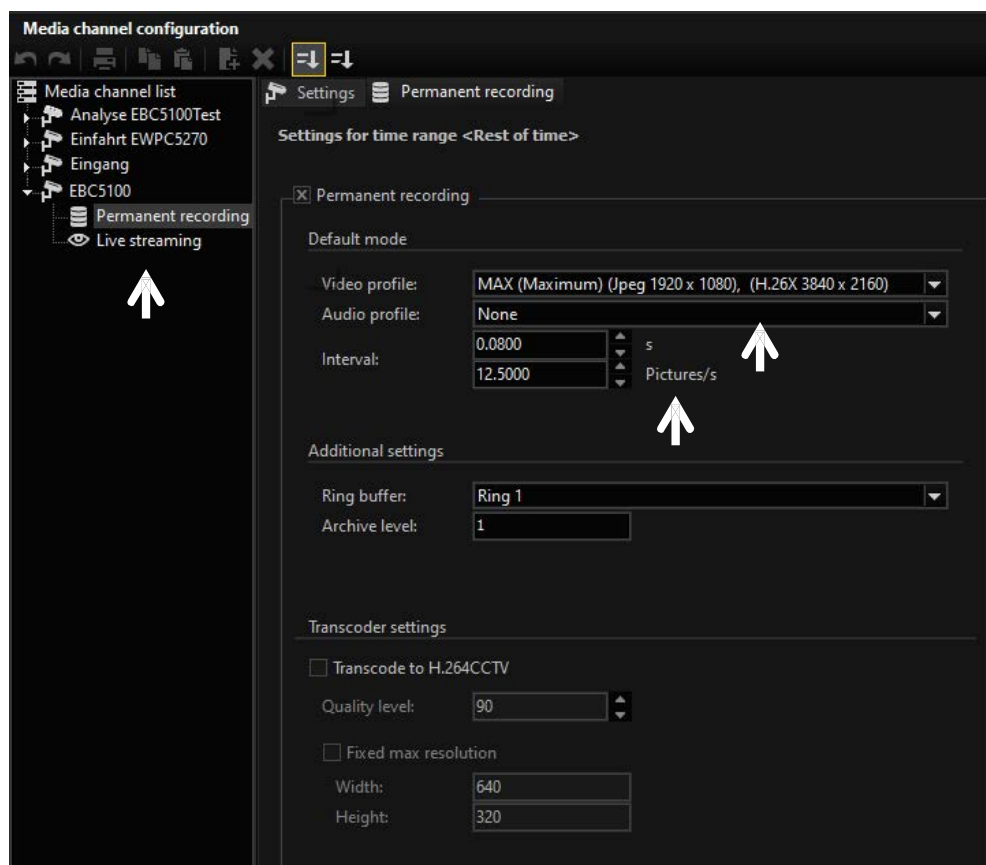 Media channel configuration
Media channel list
Analyse EBC5100Test
Einfahrt EWPC5270
Eingang
EBC5100
Permanent recording
Live streaming
Settings Permanent recording
Settings for time range <Rest of time>
Permanent recording
Default mode
Video profile: MAX (Maximum) (Jpeg 1920 x 1080), (H.26X 3840 x 2160)
Audio profile: None
Interval: 0.0800 s
12.5000 Pictures/s
Additional settings
Ring buffer: Ring 1
Archive level: 1
Transcoder settings
Transcode to H.264CCTV
Quality level: 90
Fixed max resolution
Width: 640
Height: 320